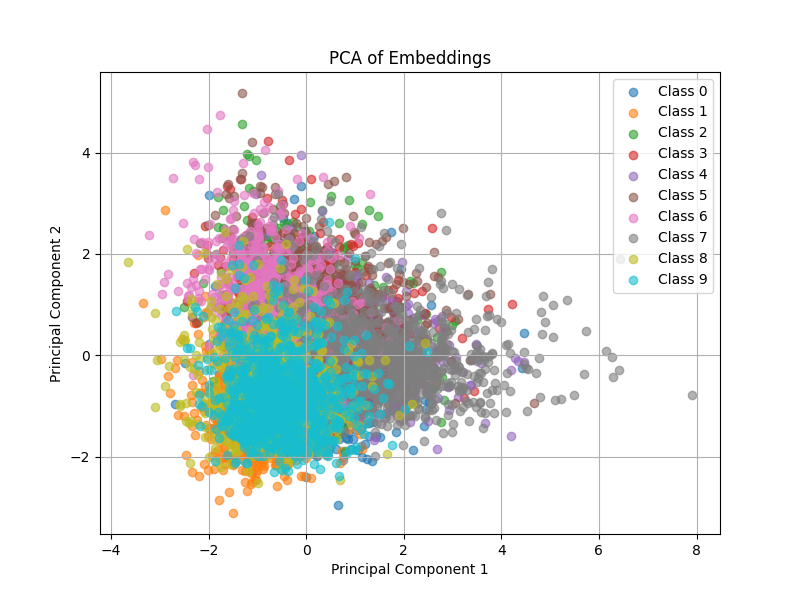 PCA of Embeddings
Class 0
Class 1
Class 2
Class 3
Class 4
Class 5
Class 6
Class 7
Class 8
Class 9
4
2
0
−2
Principal Component 2
−4 −2 0 2 4 6 8
Principal Component 1